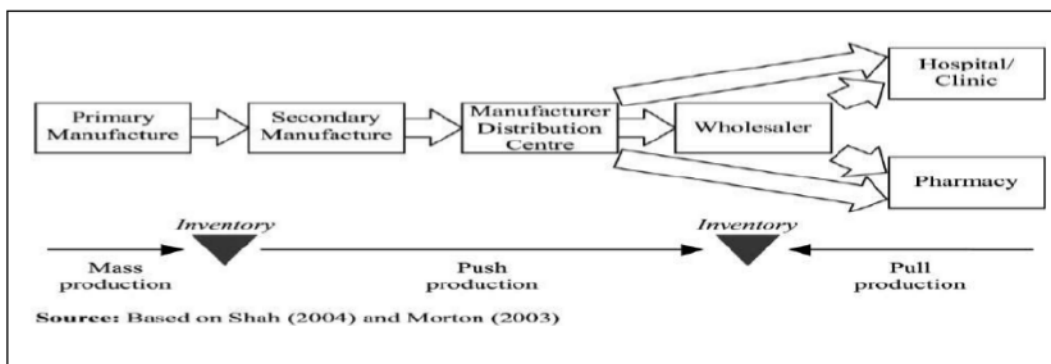 Primary
Manufacture
Secondary
Manufacture
Manufacturer
Distribution
Centre
Wholesaler
Hospital/
Clinic
Pharmacy
Inventory
Inventory
Mass
production
Push
production
Pull
production
Source: Based on Shah (2004) and Morton (2003)